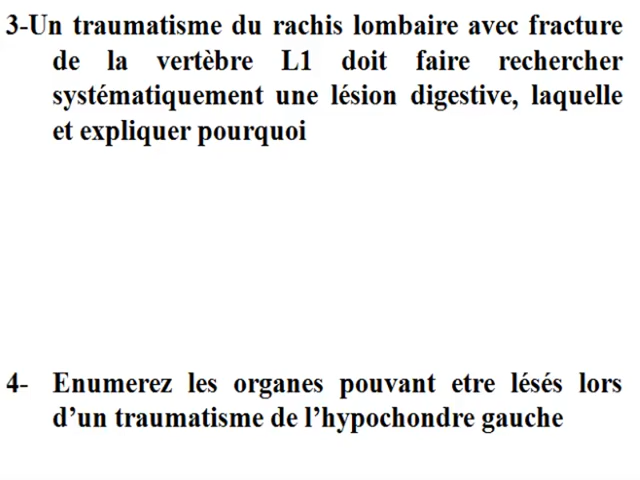 3-Un traumatisme du rachis lombaire avec fracture
de la vertèbre L1 doit faire rechercher
systématiquement une lésion digestive, laquelle
et expliquer pourquoi
4- Enumerez les organes pouvant etre lésés lors
d’un traumatisme de l’hypochondre gauche